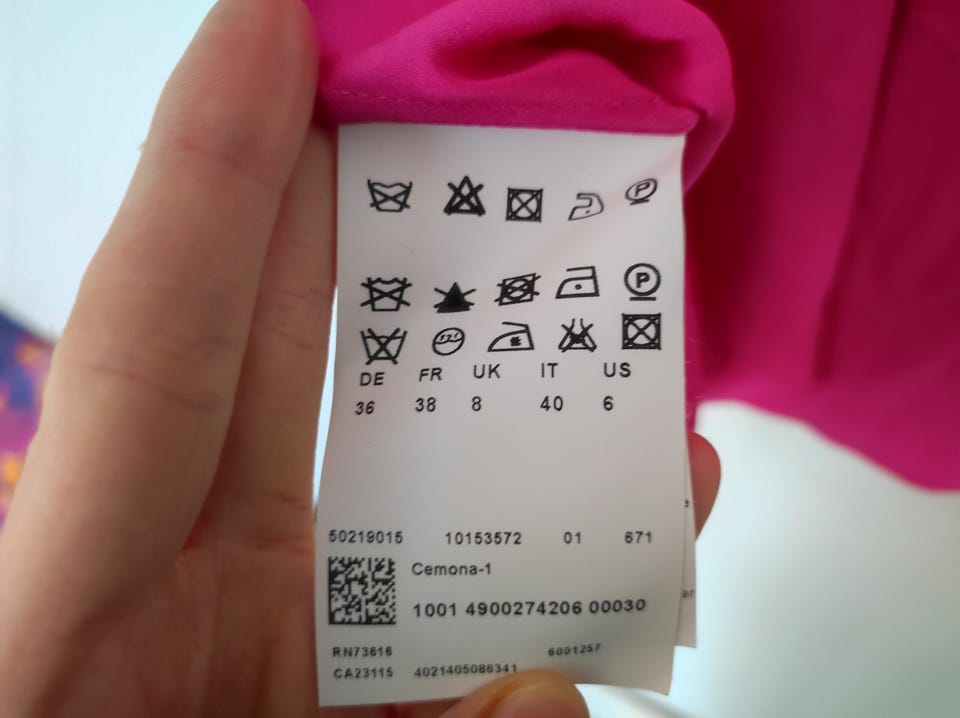 P
P
DE FR UK IT US
36 38 8 40 6
50219015 10153572 01 671
Cemona-1
1001 4900274206 00030
RN73616 6001257
CA23115 4021405086341